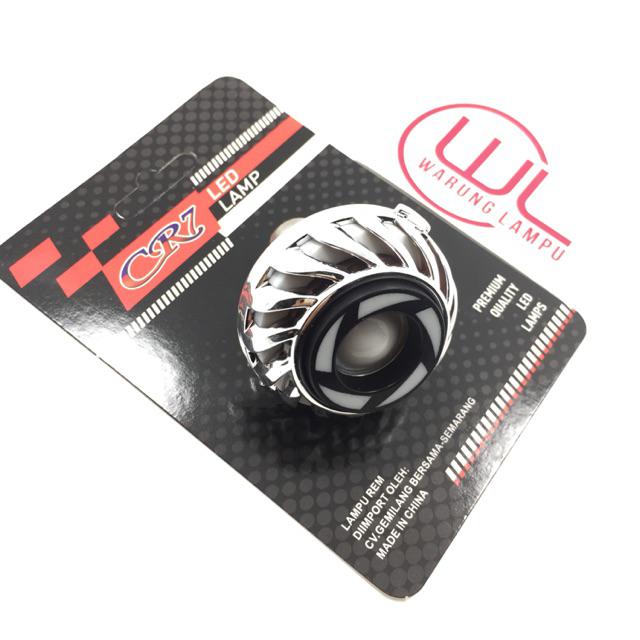 CR7
LED
LAMP
WL
WARUNG LAMPU
PREMIUM
QUALITY
LED
LAMPS
LAMPU REM
DIIMPORT OLEH:
CV.GEMILANG BERSAMA-SEMARANG
MADE IN CHINA